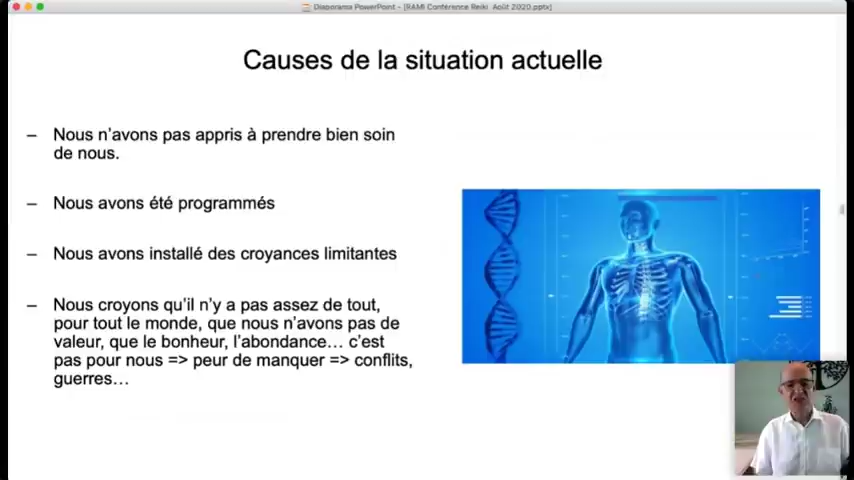 Diaporama PowerPoint - [RAMI Conférence Reiki Août 2020.pptx]
Causes de la situation actuelle
– Nous n'avons pas appris à prendre bien soin
de nous.
– Nous avons été programmés
– Nous avons installé des croyances limitantes
– Nous croyons qu'il n'y a pas assez de tout,
pour tout le monde, que nous n'avons pas de
valeur, que le bonheur, l'abondance… c'est
pas pour nous => peur de manquer => conflits,
guerres…